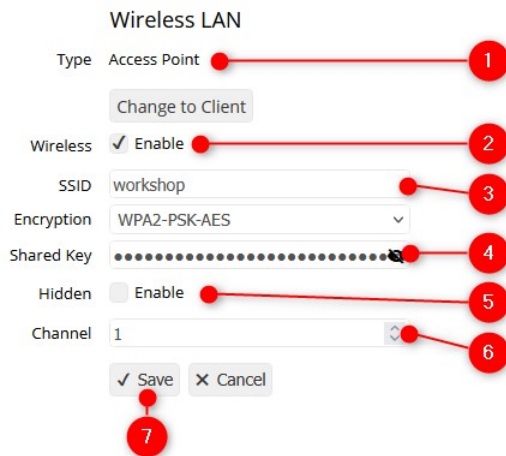 Wireless LAN
Type Access Point 1
Change to Client
Wireless ✓ Enable 2
SSID workshop 3
Encryption WPA2-PSK-AES
Shared Key ●●●●●●●●●●●●●●●●●●●●●●●●●●●● 4
Hidden Enable 5
Channel 1 6
✓ Save ✕ Cancel
7